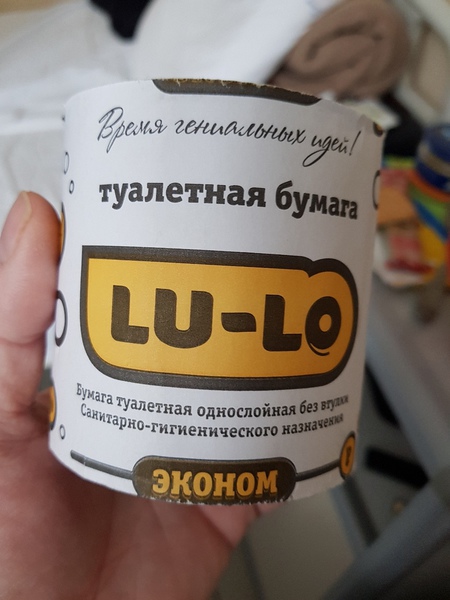 Время гениальных идей!
туалетная бумага
LU-LO
Бумага туалетная однослойная без втулки
Санитарно-гигиенического назначения
ЭКОНОМ